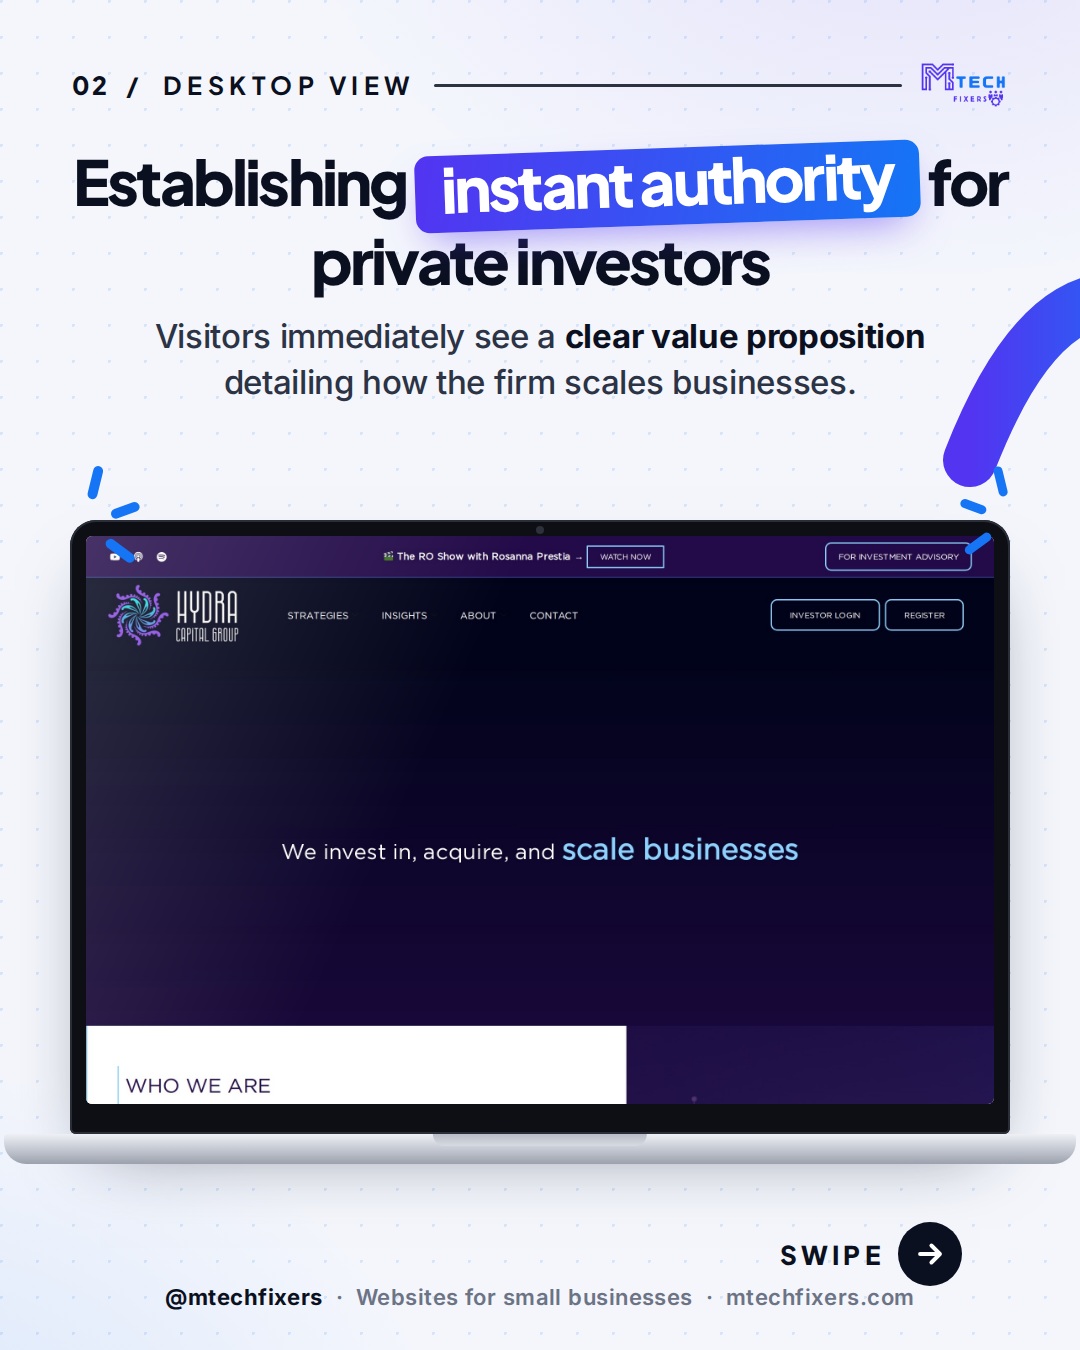 02 / DESKTOP VIEW
MTECH
FIXERS
Establishing instant authority for
private investors
Visitors immediately see a clear value proposition
detailing how the firm scales businesses.
The RO Show with Rosanna Prestia → WATCH NOW
FOR INVESTMENT ADVISORY
HYDRA
CAPITAL GROUP
STRATEGIES INSIGHTS ABOUT CONTACT
INVESTOR LOGIN REGISTER
We invest in, acquire, and scale businesses
WHO WE ARE
SWIPE
@mtechfixers · Websites for small businesses · mtechfixers.com